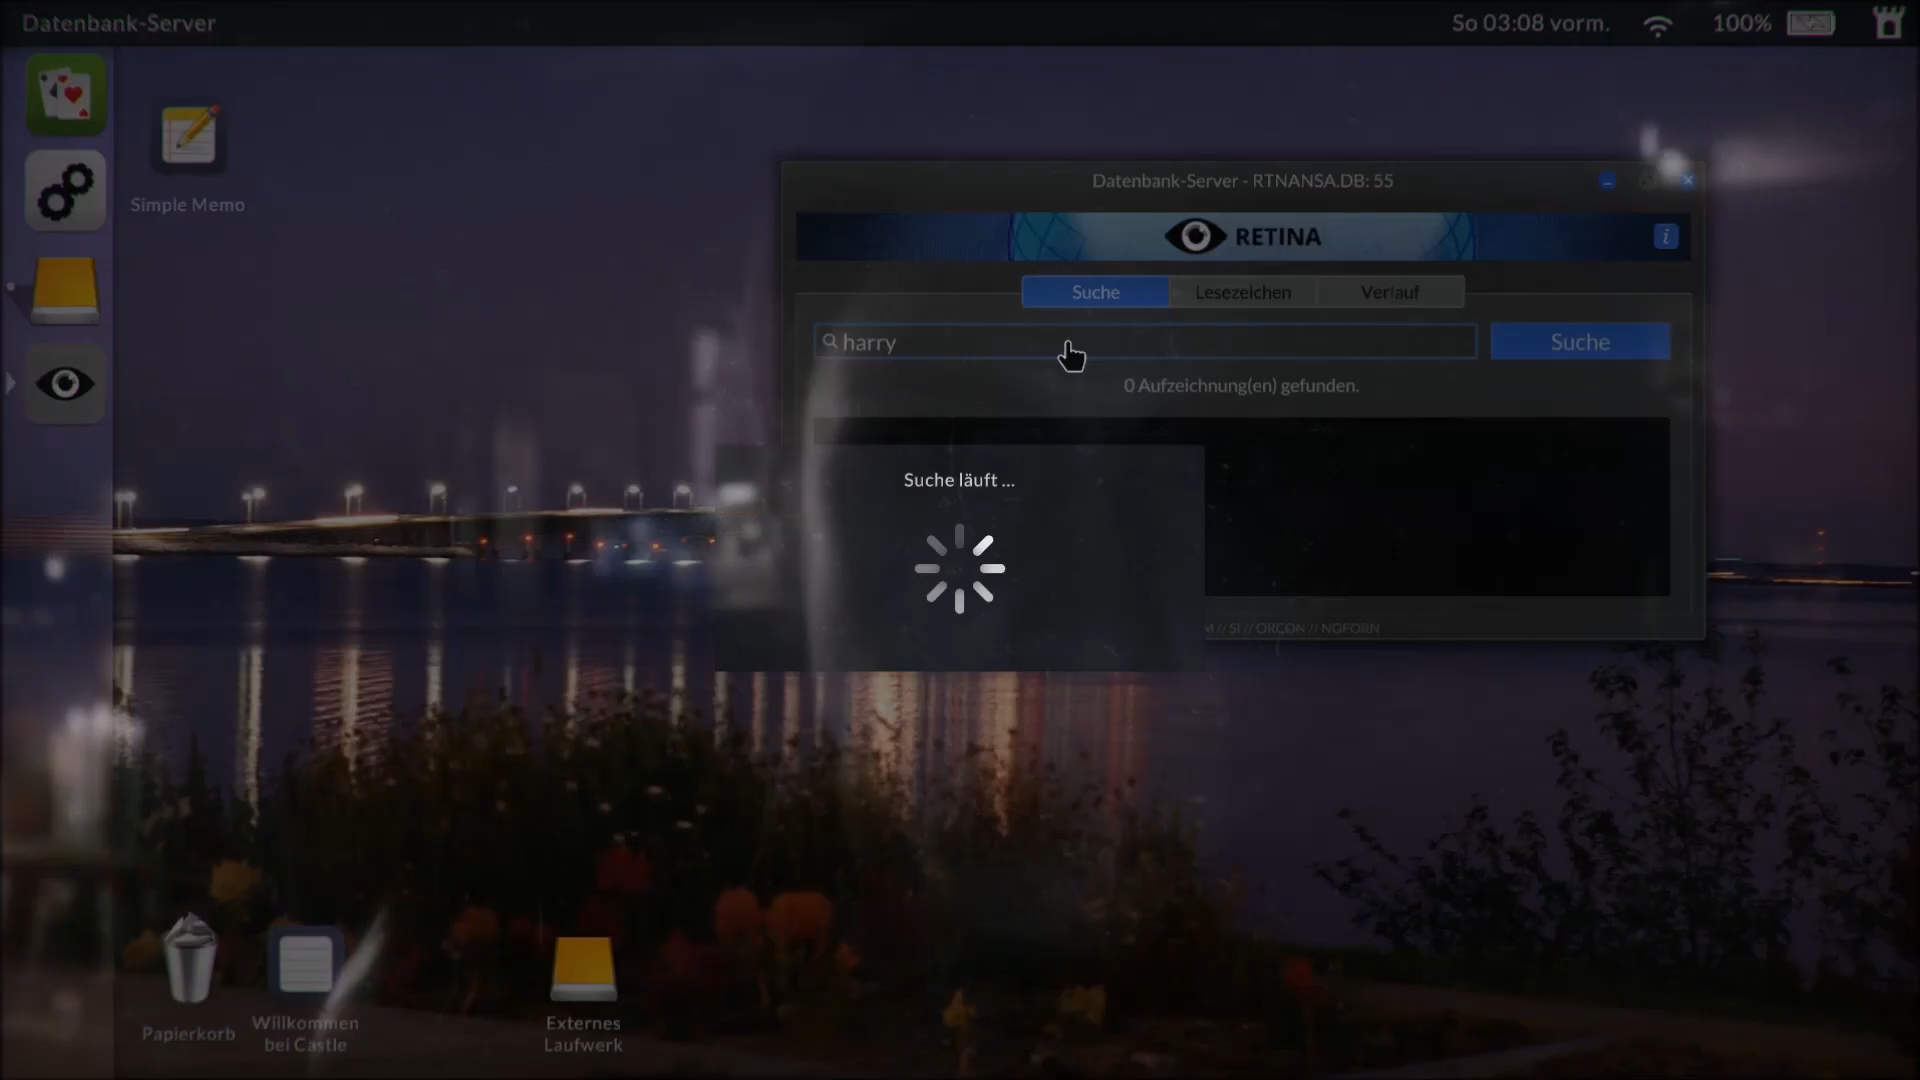 Datenbank-Server
So 03:08 vorm.
100%
Simple Memo
Datenbank-Server - RTNANSA.DB: 55
RETINA
i
Suche
Lesezeichen
Verlauf
harry
Suche
0 Aufzeichnung(en) gefunden.
Suche läuft ...
// SI // ORCON // NOFORN
Papierkorb
Willkommen
bei Castle
Externes
Laufwerk